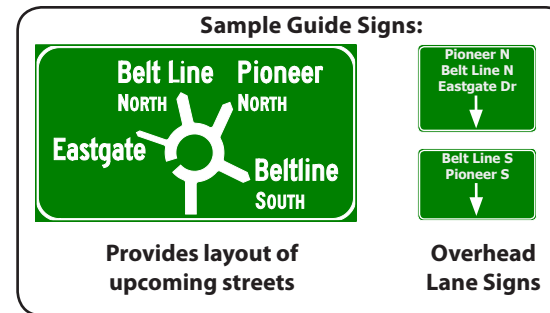 Sample Guide Signs:
Belt Line Pioneer
NORTH NORTH
Eastgate
Beltline
SOUTH
Provides layout of
upcoming streets
Pioneer N
Belt Line N
Eastgate Dr
Belt Line S
Pioneer S
Overhead
Lane Signs